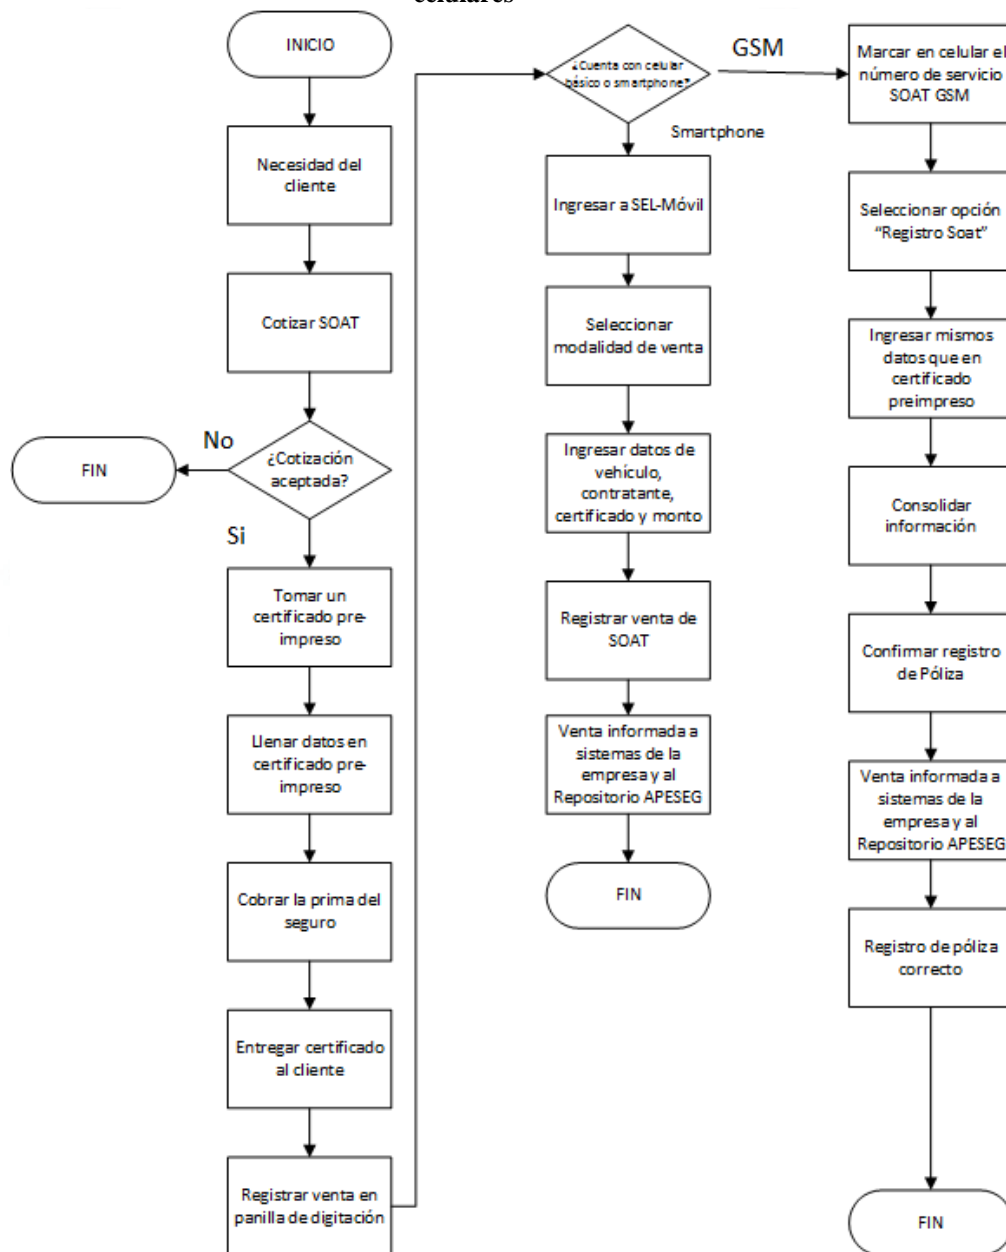 celulares
INICIO
Necesidad del
cliente
Cotizar SOAT
¿Cotización
aceptada?
No
FIN
Si
Tomar un
certificado pre-
impreso
Llenar datos en
certificado pre-
impreso
Cobrar la prima del
seguro
Entregar certificado
al cliente
Registrar venta en
panilla de digitación
¿Cuenta con celular
básico o smartphone?
GSM
Smartphone
Ingresar a SEL-Móvil
Seleccionar
modalidad de venta
Ingresar datos de
vehículo,
contratante,
certificado y monto
Registrar venta de
SOAT
Venta informada a
sistemas de la
empresa y al
Repositorio APESEG
FIN
Marcar en celular el
número de servicio
SOAT GSM
Seleccionar opción
“Registro Soat”
Ingresar mismos
datos que en
certificado
preimpreso
Consolidar
información
Confirmar registro
de Póliza
Venta informada a
sistemas de la
empresa y al
Repositorio APESEG
Registro de póliza
correcto
FIN